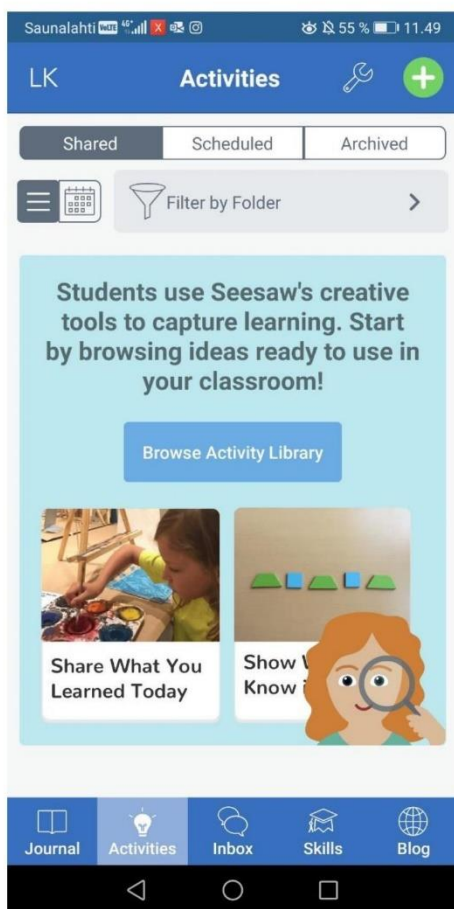 Saunalahti VoLTE 4G 55 % 11.49
LK Activities
Shared Scheduled Archived
Filter by Folder
Students use Seesaw's creative
tools to capture learning. Start
by browsing ideas ready to use in
your classroom!
Browse Activity Library
Share What You
Learned Today
Show
Know
Journal Activities Inbox Skills Blog